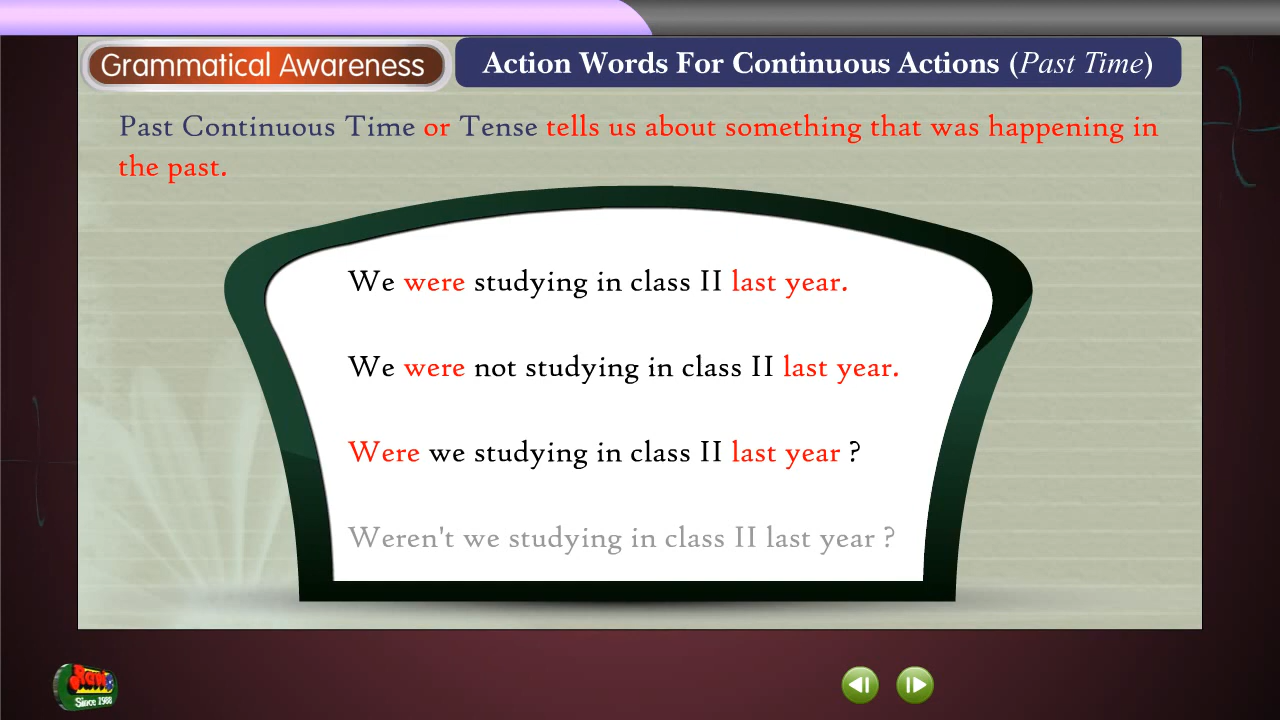 Grammatical Awareness
Action Words For Continuous Actions (Past Time)
Past Continuous Time or Tense tells us about something that was happening in
the past.
We were studying in class II last year.
We were not studying in class II last year.
Were we studying in class II last year ?
Weren't we studying in class II last year ?
Since 1988